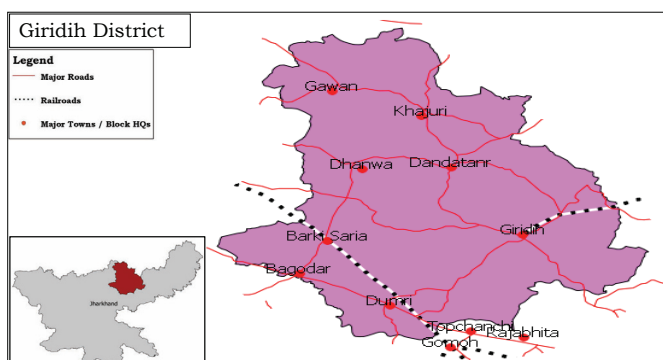 Giridih District
Legend
Major Roads
Railroads
Major Towns / Block HQs
Gawan
Khajuri
Dhanwa
Dandatanr
Giridih
Barki Saria
Bagodar
Dumri
Topchanchi
Rajabhita
Gomoh
Jharkhand